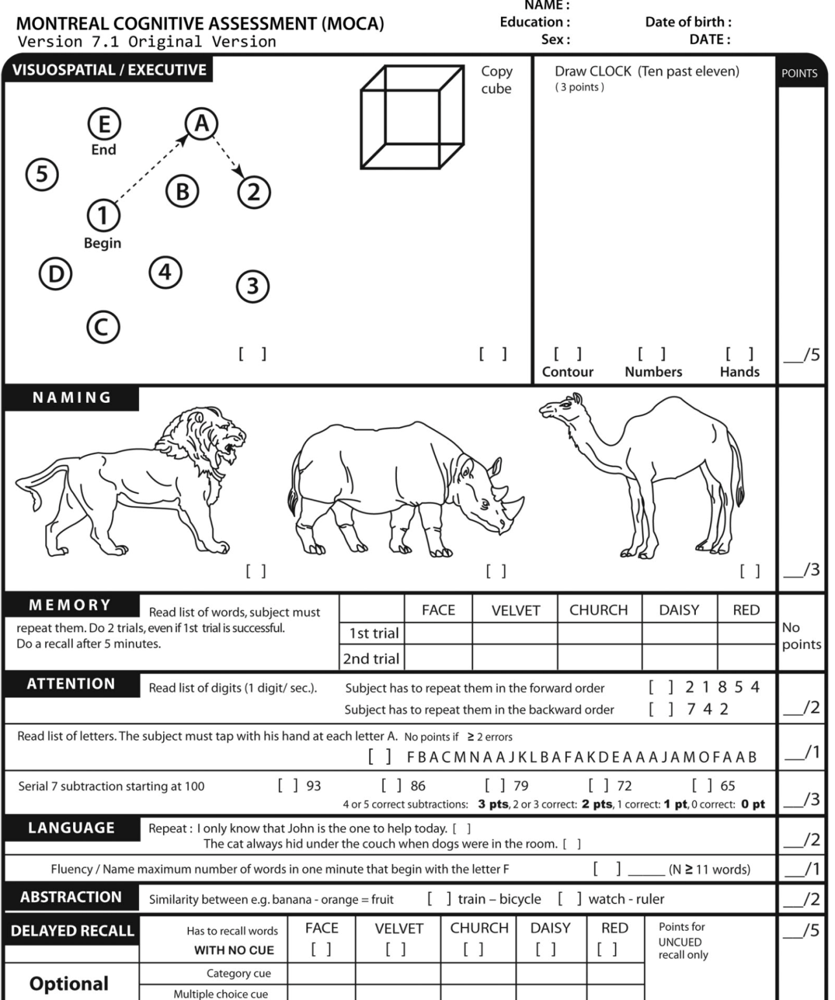 NAME :
MONTREAL COGNITIVE ASSESSMENT (MOCA)
Education :
Date of birth :
Version 7.1 Original Version
Sex :
DATE :
VISUOSPATIAL / EXECUTIVE
Copy
cube
Draw CLOCK (Ten past eleven)
( 3 points )
POINTS
E
End
A
5
B
2
1
Begin
D
4
3
C
[ ]
[ ]
[ ]
Contour
[ ]
Numbers
[ ]
Hands
__/5
NAMING
[ ]
[ ]
[ ]
__/3
MEMORY
Read list of words, subject must
repeat them. Do 2 trials, even if 1st trial is successful.
Do a recall after 5 minutes.
FACE VELVET CHURCH DAISY RED
1st trial
2nd trial
No
points
ATTENTION
Read list of digits (1 digit/ sec.).
Subject has to repeat them in the forward order [ ] 2 1 8 5 4
Subject has to repeat them in the backward order [ ] 7 4 2
__/2
Read list of letters. The subject must tap with his hand at each letter A. No points if ≥ 2 errors
[ ] F B A C M N A A J K L B A F A K D E A A A J A M O F A A B
__/1
Serial 7 subtraction starting at 100 [ ] 93 [ ] 86 [ ] 79 [ ] 72 [ ] 65
4 or 5 correct subtractions: 3 pts, 2 or 3 correct: 2 pts, 1 correct: 1 pt, 0 correct: 0 pt
__/3
LANGUAGE
Repeat : I only know that John is the one to help today. [ ]
The cat always hid under the couch when dogs were in the room. [ ]
__/2
Fluency / Name maximum number of words in one minute that begin with the letter F [ ] _____ (N ≥ 11 words)
__/1
ABSTRACTION
Similarity between e.g. banana - orange = fruit [ ] train – bicycle [ ] watch - ruler
__/2
DELAYED RECALL
Has to recall words
WITH NO CUE
FACE VELVET CHURCH DAISY RED
[ ] [ ] [ ] [ ] [ ]
Points for
UNCUED
recall only
__/5
Optional
Category cue
Multiple choice cue